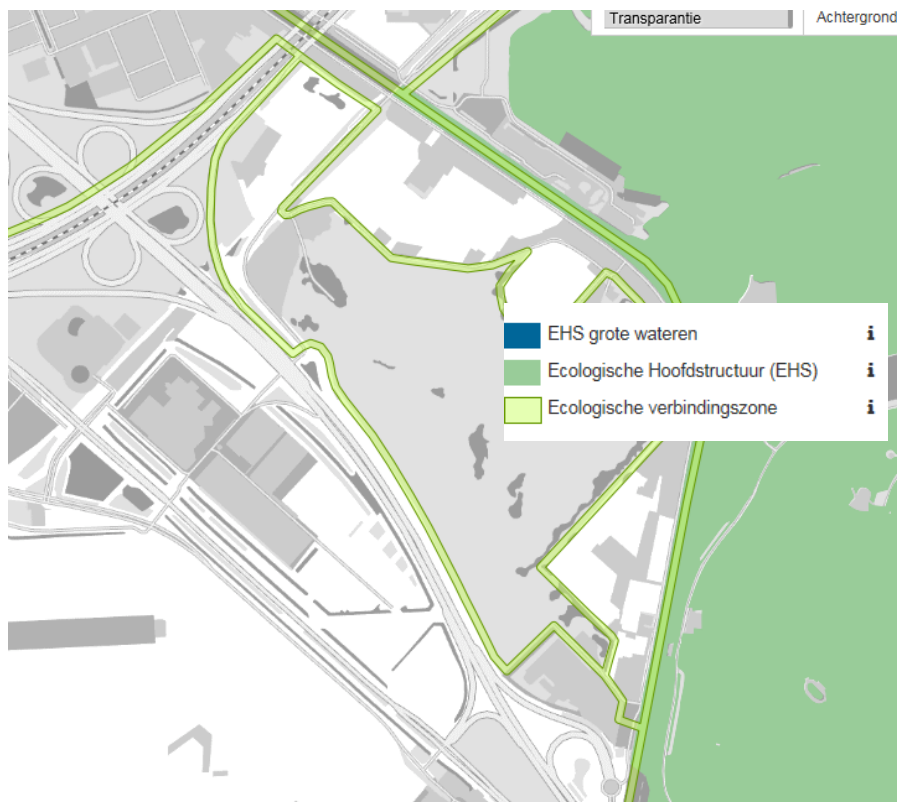 Transparantie
Achtergrond
EHS grote wateren
i
Ecologische Hoofdstructuur (EHS)
i
Ecologische verbindingszone
i